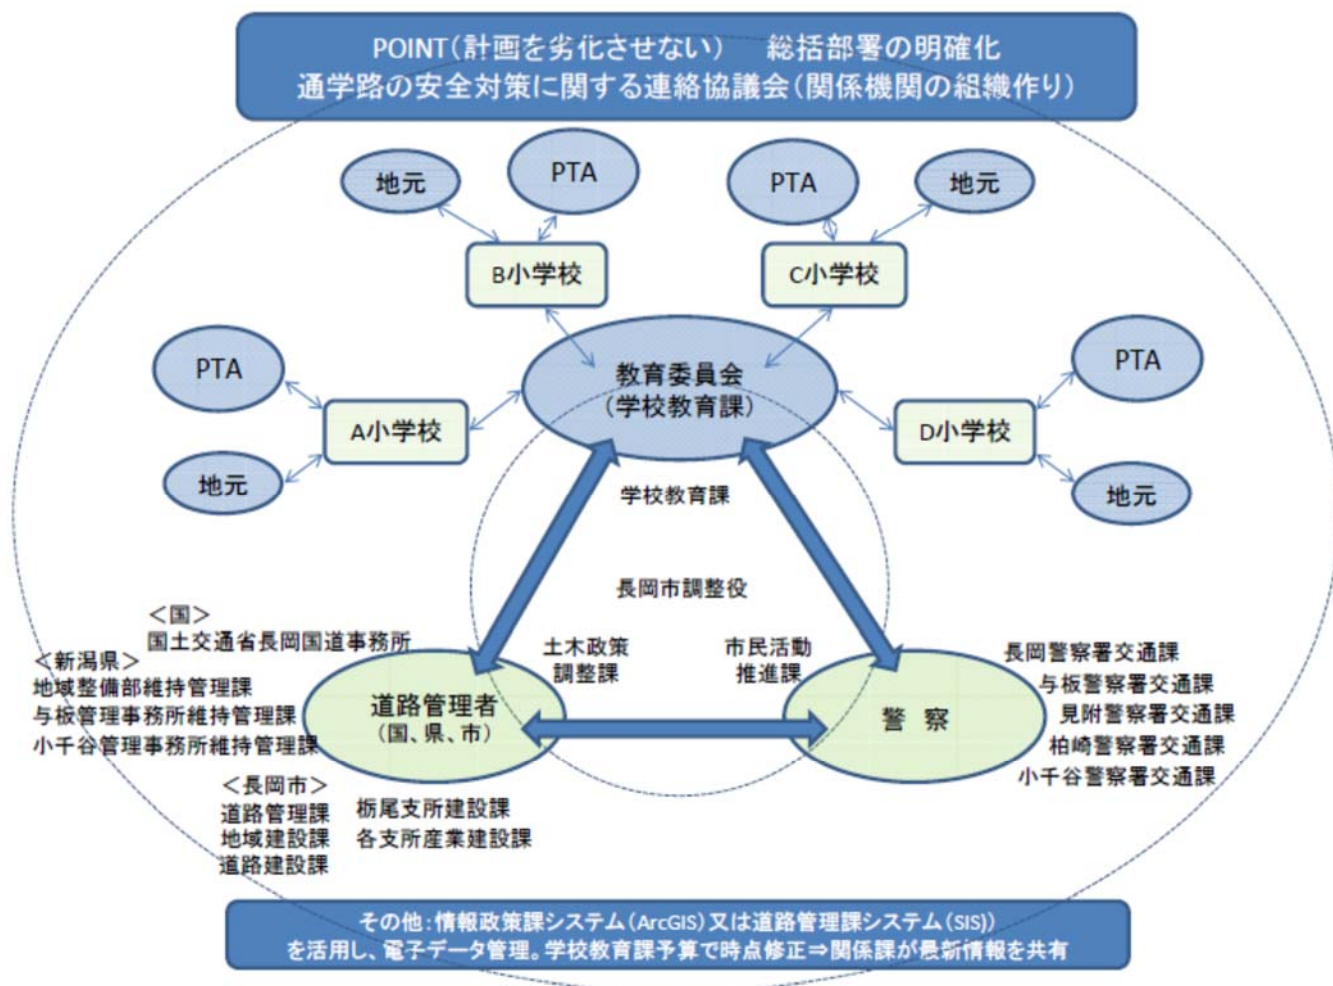 POINT(計画を劣化させない) 総括部署の明確化
通学路の安全対策に関する連絡協議会(関係機関の組織作り)
地元
PTA
PTA
地元
B小学校
C小学校
PTA
教育委員会
(学校教育課)
PTA
A小学校
D小学校
地元
地元
学校教育課
長岡市調整役
<国>
国土交通省長岡国道事務所
<新潟県>
地域整備部維持管理課
与板管理事務所維持管理課
小千谷管理事務所維持管理課
土木政策
調整課
市民活動
推進課
道路管理者
(国、県、市)
警 察
長岡警察署交通課
与板警察署交通課
見附警察署交通課
柏崎警察署交通課
小千谷警察署交通課
<長岡市>
道路管理課
地域建設課
道路建設課
栃尾支所建設課
各支所産業建設課
その他:情報政策課システム(ArcGIS)又は道路管理課システム(SIS))
を活用し、電子データ管理。学校教育課予算で時点修正⇒関係課が最新情報を共有